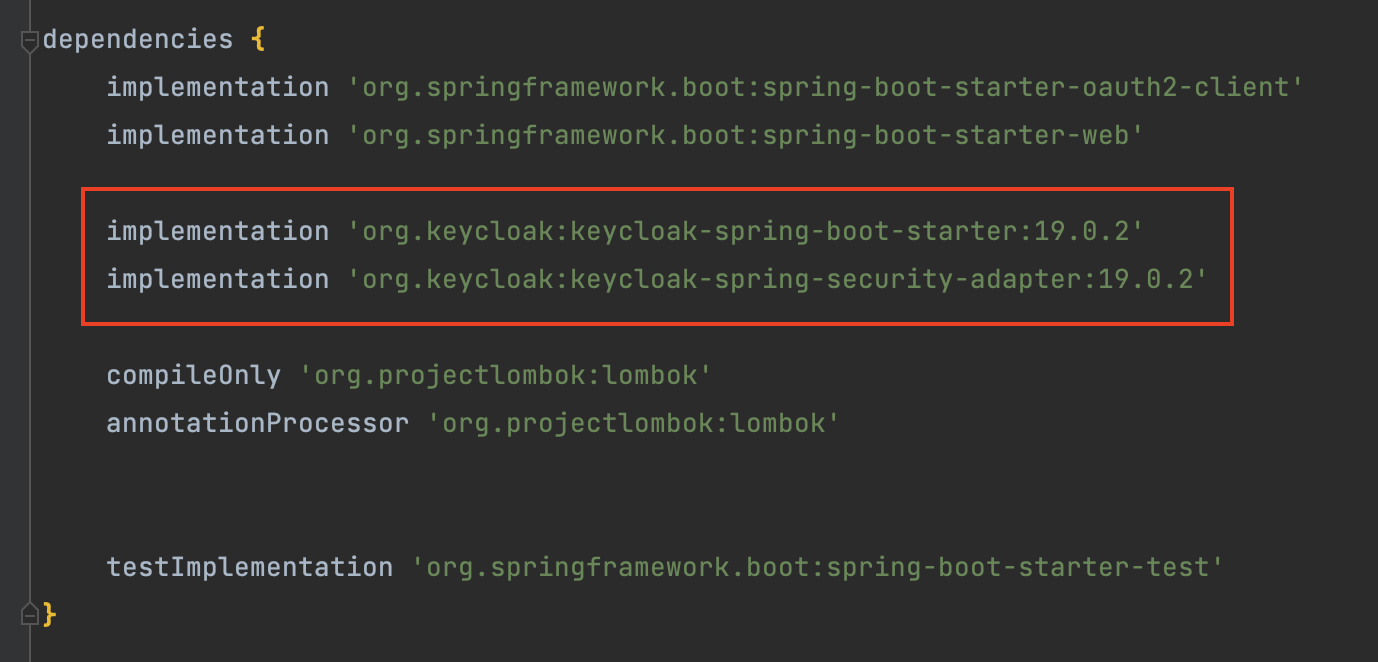 dependencies {
implementation 'org.springframework.boot:spring-boot-starter-oauth2-client'
implementation 'org.springframework.boot:spring-boot-starter-web'
implementation 'org.keycloak:keycloak-spring-boot-starter:19.0.2'
implementation 'org.keycloak:keycloak-spring-security-adapter:19.0.2'
compileOnly 'org.projectlombok:lombok'
annotationProcessor 'org.projectlombok:lombok'
testImplementation 'org.springframework.boot:spring-boot-starter-test'
}